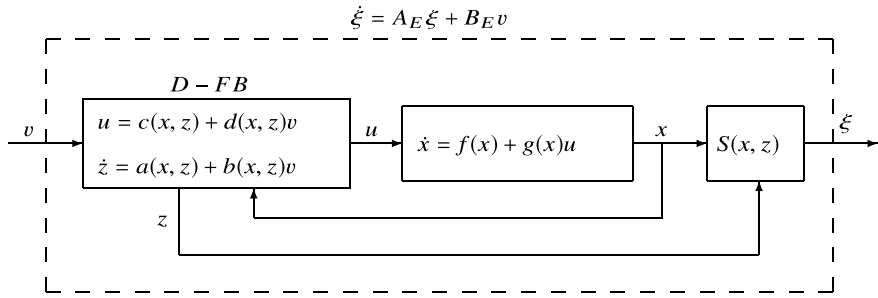 ξ̇ = A_E ξ + B_E v
D − FB
u = c(x, z) + d(x, z)v
ż = a(x, z) + b(x, z)v
v
u
ẋ = f(x) + g(x)u
x
S(x, z)
ξ
z